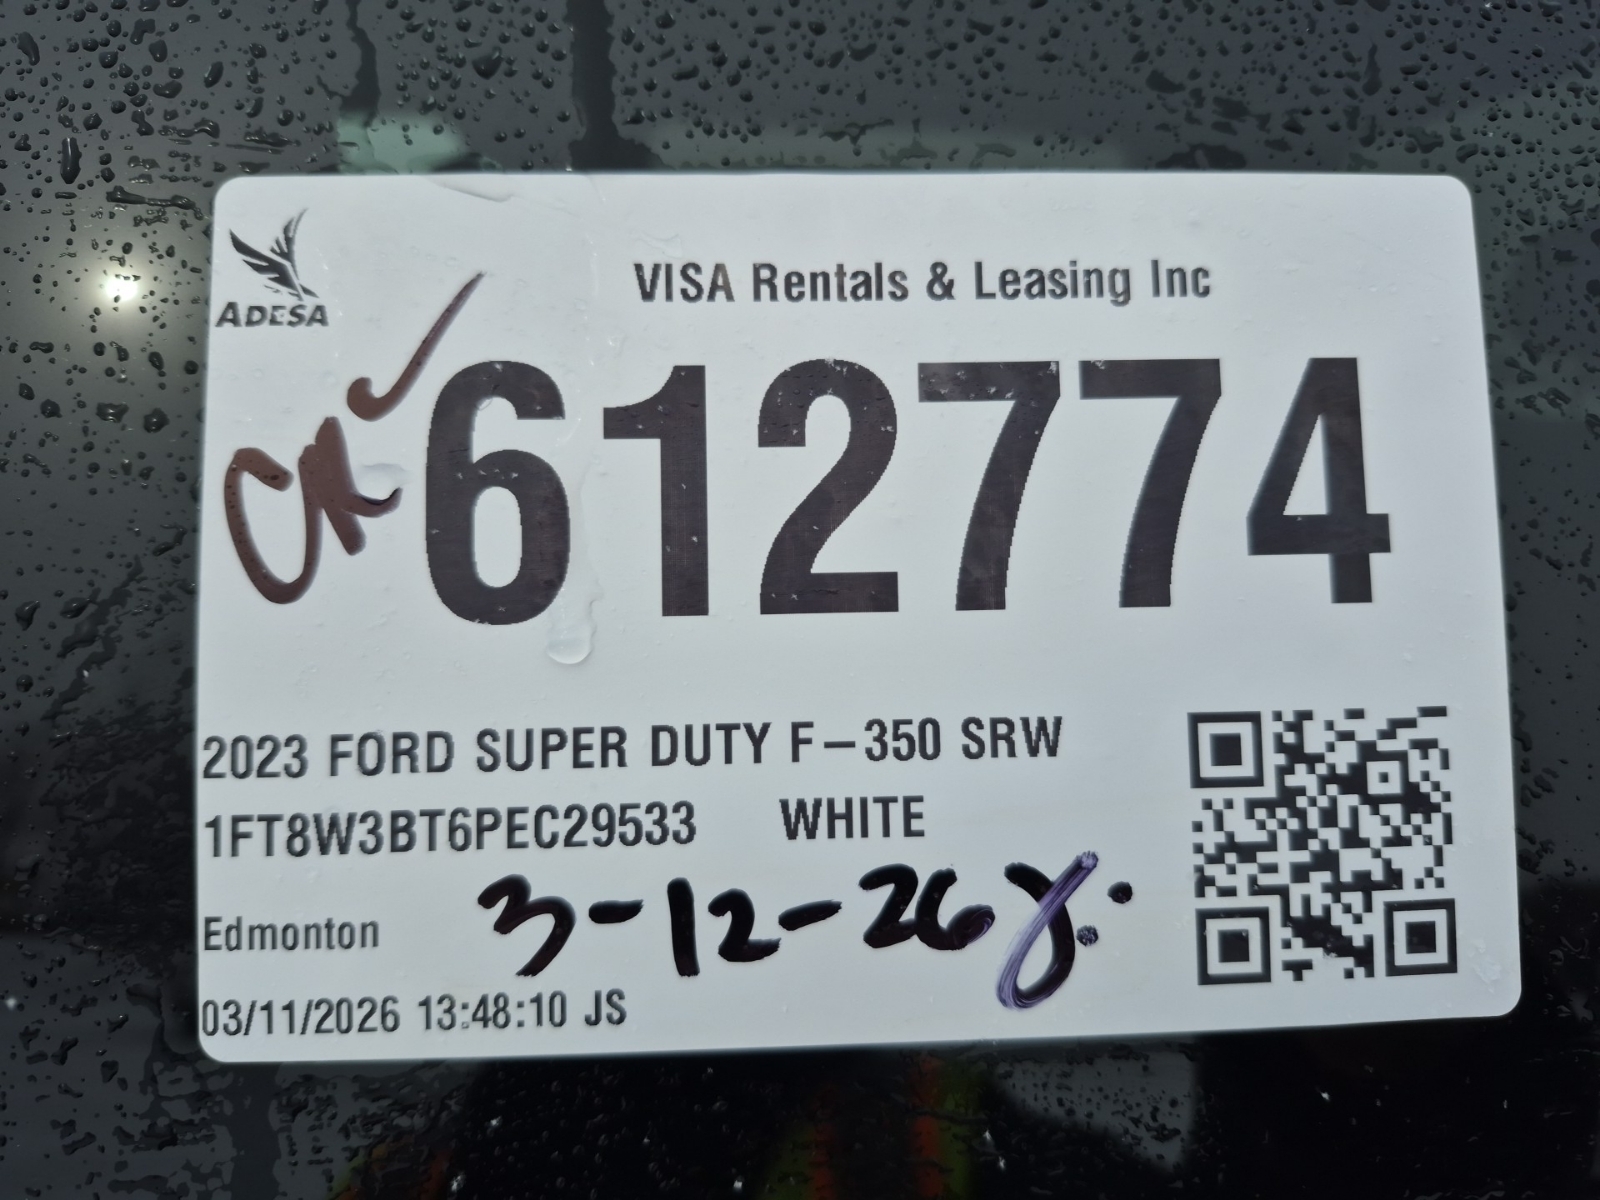 ADESA
VISA Rentals & Leasing Inc
CR
612774
2023 FORD SUPER DUTY F-350 SRW
1FT8W3BT6PEC29533 WHITE
3-12-26
Edmonton
03/11/2026 13:48:10 JS